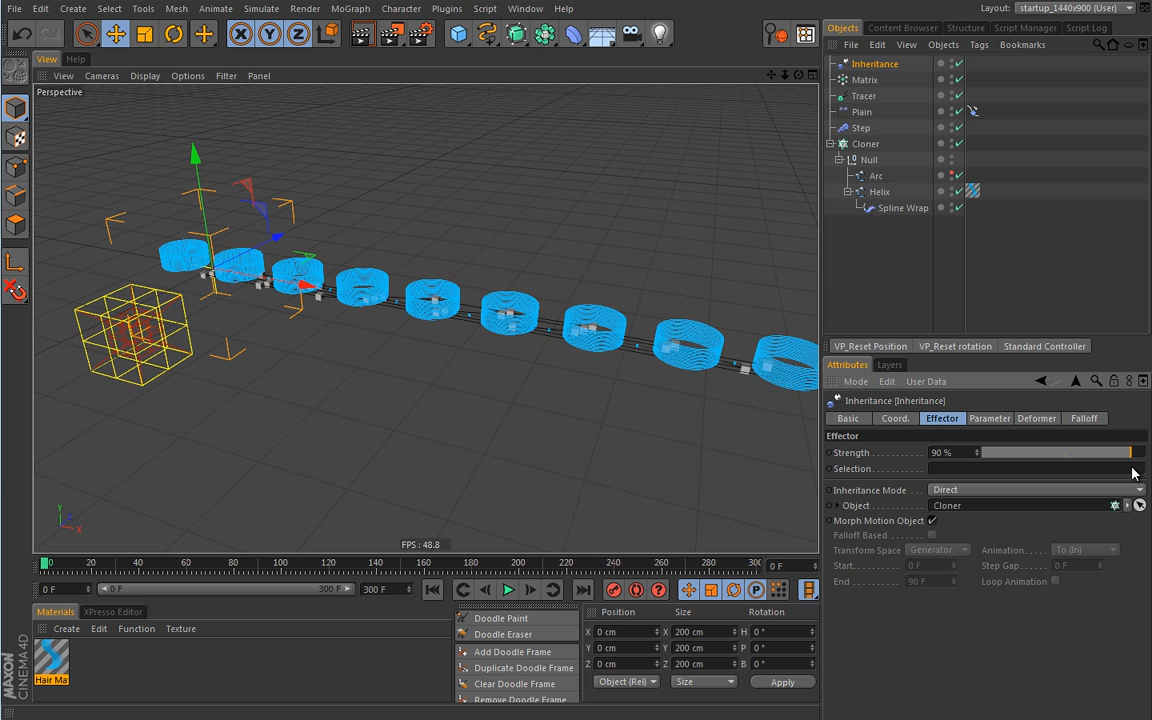 File Edit Create Select Tools Mesh Animate Simulate Render MoGraph Character Plugins Script Window Help Layout: startup_1440x900 (User)
X Y Z
View Help
View Cameras Display Options Filter Panel
Perspective
Y
X
FPS : 48.8
0 20 40 60 80 100 120 140 160 180 200 220 240 260 280 30 0 F
0 F 0 F 300 F 300 F P
Materials XPresso Editor
Create Edit Function Texture
Hair Ma
MAXON
CINEMA 4D
Doodle Paint
Doodle Eraser
Add Doodle Frame
Duplicate Doodle Frame
Clear Doodle Frame
Remove Doodle Frame
Position Size Rotation
X 0 cm X 200 cm H 0 °
Y 0 cm Y 200 cm P 0 °
Z 0 cm Z 200 cm B 0 °
Object (Rel) Size Apply
Objects Content Browser Structure Script Manager Script Log
File Edit View Objects Tags Bookmarks
Inheritance
Matrix
Tracer
Plain
Step
Cloner
Null
Arc
Helix
Spline Wrap
VP_Reset Position VP_Reset rotation Standard Controller
Attributes Layers
Mode Edit User Data
Inheritance [Inheritance]
Basic Coord. Effector Parameter Deformer Falloff
Effector
Strength 90 %
Selection
Inheritance Mode Direct
Object Cloner
Morph Motion Object
Falloff Based
Transform Space Generator Animation To (In)
Start 0 F Step Gap 0 F
End 90 F Loop Animation